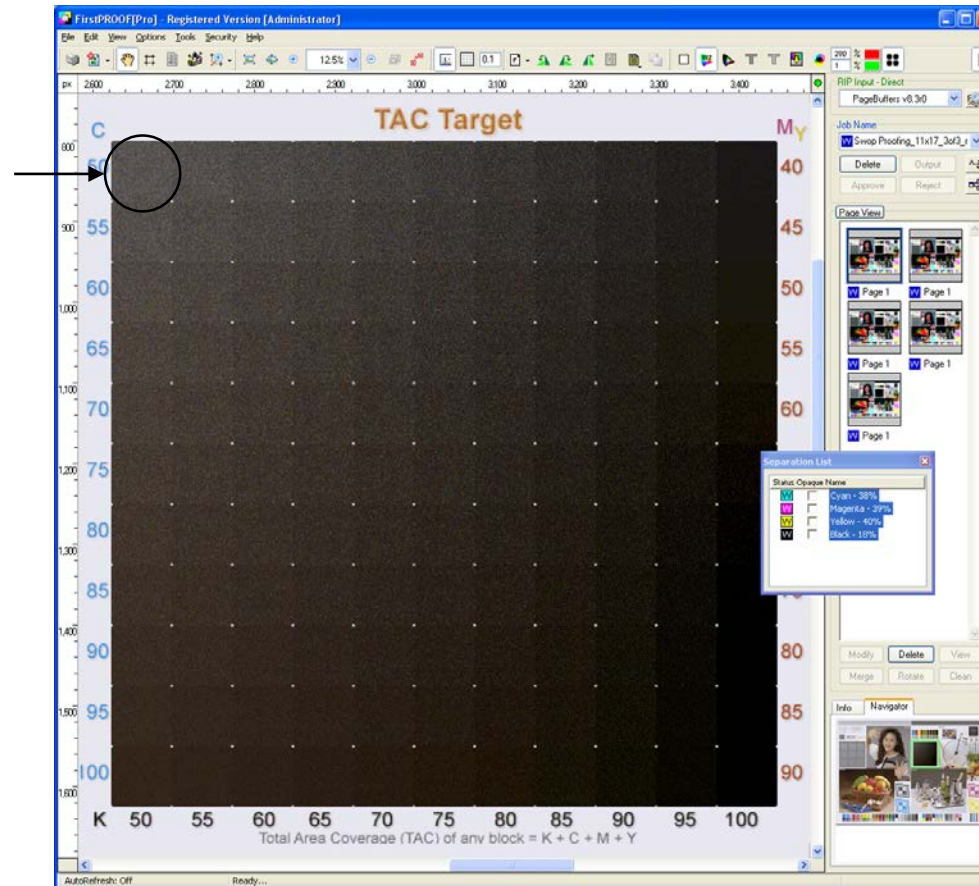 FirstPROOF[Pro] - Registered Version [Administrator]
File Edit View Options Tools Security Help
12.5% 0.1 200 % 1 %
px 2,600 2,700 2,800 2,900 3,000 3,100 3,200 3,300 3,400
RIP Input - Direct
PageBuffers v8.3r0
Job Name
Swop Proofing_11x17_3of3_r
Delete Output
Approve Reject
Page View
Page 1 Page 1
Page 1 Page 1
Page 1
TAC Target
C MY
800
50 40
900 55 45
60 50
1,000
65 55
1,100
70 60
1,200 75
80
1,300
85
1,400
90 80
1,500 95 85
100 90
1,600
K 50 55 60 65 70 75 80 85 90 95 100
Total Area Coverage (TAC) of any block = K + C + M + Y
Separation List
Status Opaque Name
Cyan - 38%
Magenta - 39%
Yellow - 40%
Black - 18%
Modify Delete View
Merge Rotate Clean
Info Navigator
AutoRefresh: Off Ready...